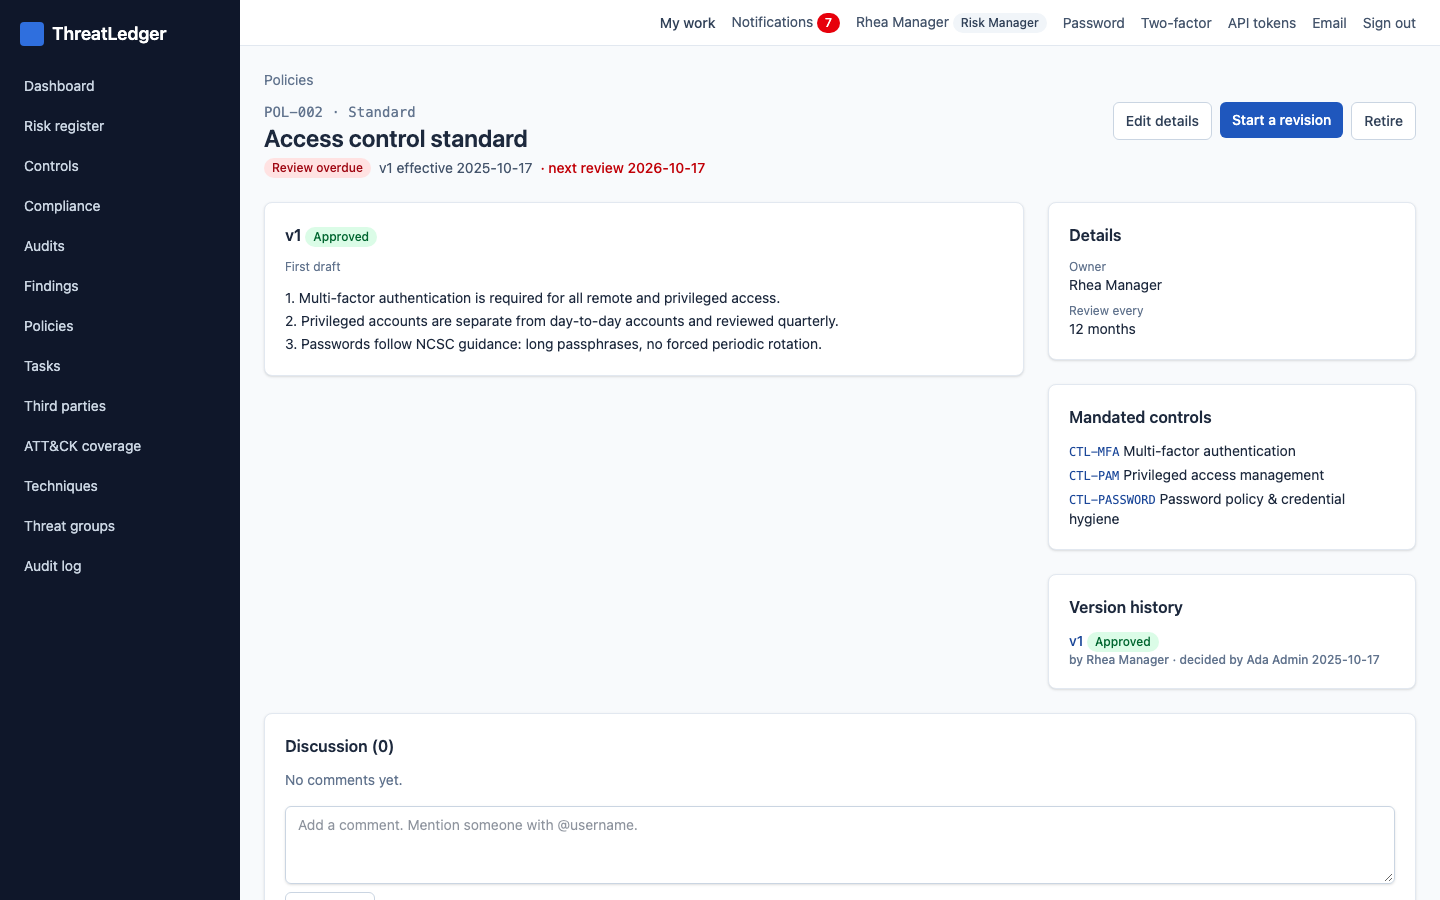 ThreatLedger
Dashboard
Risk register
Controls
Compliance
Audits
Findings
Policies
Tasks
Third parties
ATT&CK coverage
Techniques
Threat groups
Audit log
My work Notifications 7 Rhea Manager Risk Manager Password Two-factor API tokens Email Sign out
Policies
POL-002 · Standard
Access control standard
Review overdue v1 effective 2025-10-17 · next review 2026-10-17
Edit details Start a revision Retire
v1 Approved
First draft
1. Multi-factor authentication is required for all remote and privileged access.
2. Privileged accounts are separate from day-to-day accounts and reviewed quarterly.
3. Passwords follow NCSC guidance: long passphrases, no forced periodic rotation.
Details
Owner
Rhea Manager
Review every
12 months
Mandated controls
CTL-MFA Multi-factor authentication
CTL-PAM Privileged access management
CTL-PASSWORD Password policy & credential
hygiene
Version history
v1 Approved
by Rhea Manager · decided by Ada Admin 2025-10-17
Discussion (0)
No comments yet.
Add a comment. Mention someone with @username.